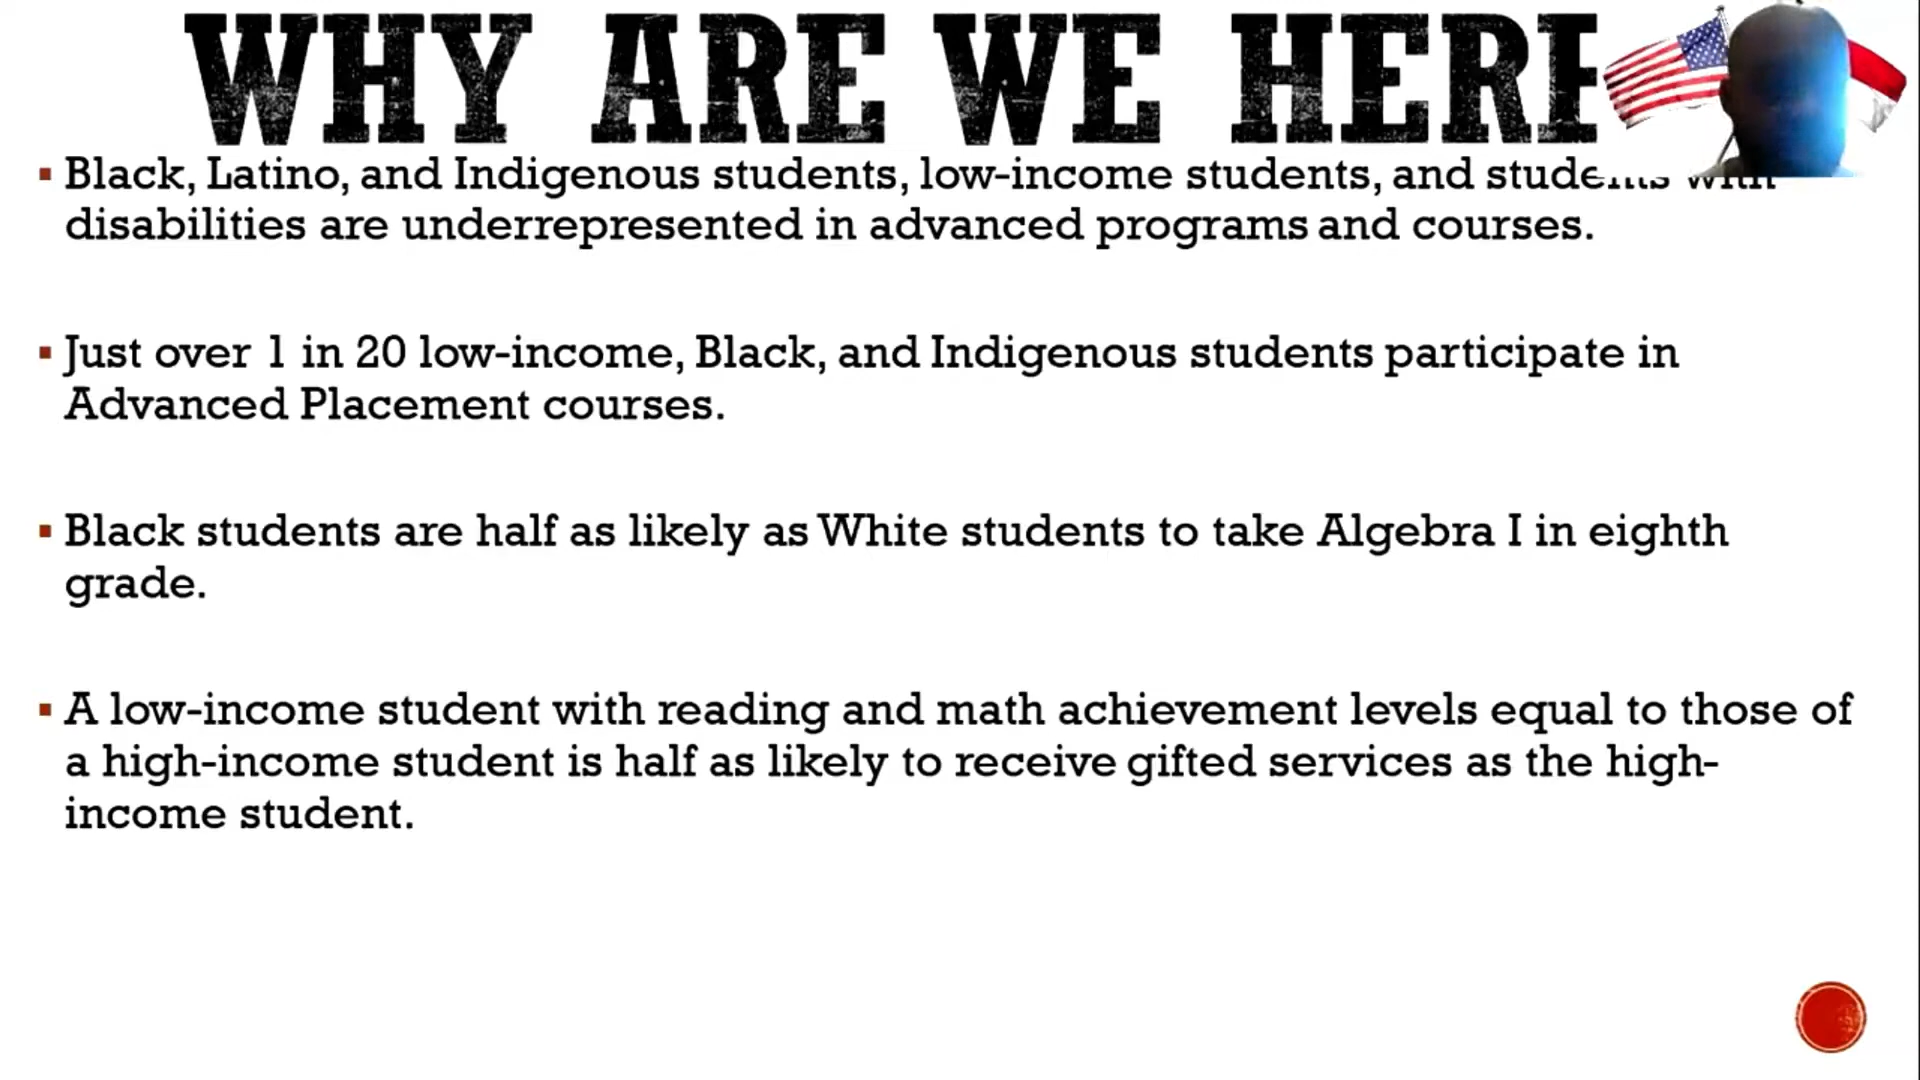 WHY ARE WE HERE
Black, Latino, and Indigenous students, low-income students, and students with
disabilities are underrepresented in advanced programs and courses.
Just over 1 in 20 low-income, Black, and Indigenous students participate in
Advanced Placement courses.
Black students are half as likely as White students to take Algebra I in eighth
grade.
A low-income student with reading and math achievement levels equal to those of
a high-income student is half as likely to receive gifted services as the high-
income student.